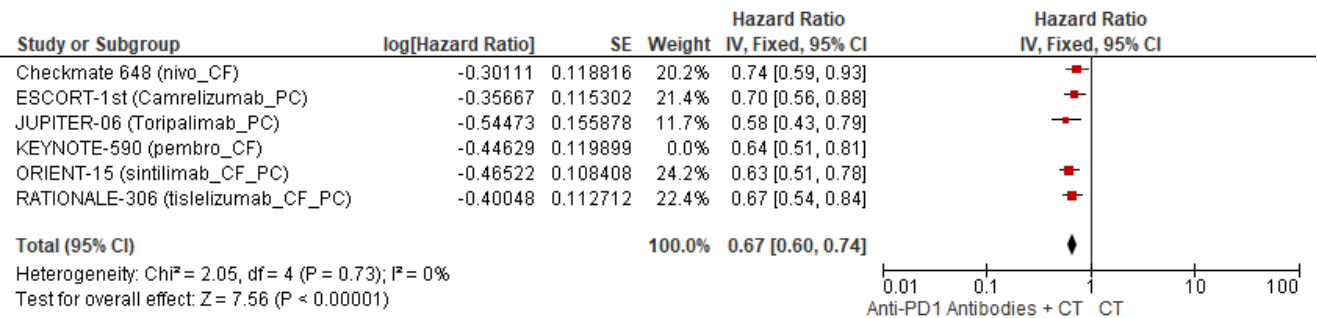 Hazard Ratio Hazard Ratio
Study or Subgroup log[Hazard Ratio] SE Weight IV, Fixed, 95% CI IV, Fixed, 95% CI
Checkmate 648 (nivo_CF) -0.30111 0.118816 20.2% 0.74 [0.59, 0.93]
ESCORT-1st (Camrelizumab_PC) -0.35667 0.115302 21.4% 0.70 [0.56, 0.88]
JUPITER-06 (Toripalimab_PC) -0.54473 0.155878 11.7% 0.58 [0.43, 0.79]
KEYNOTE-590 (pembro_CF) -0.44629 0.119899 0.0% 0.64 [0.51, 0.81]
ORIENT-15 (sintilimab_CF_PC) -0.46522 0.108408 24.2% 0.63 [0.51, 0.78]
RATIONALE-306 (tislelizumab_CF_PC) -0.40048 0.112712 22.4% 0.67 [0.54, 0.84]
Total (95% CI) 100.0% 0.67 [0.60, 0.74]
Heterogeneity: Chi² = 2.05, df = 4 (P = 0.73); I² = 0%
Test for overall effect: Z = 7.56 (P < 0.00001)
0.01 0.1 1 10 100
Anti-PD1 Antibodies + CT CT